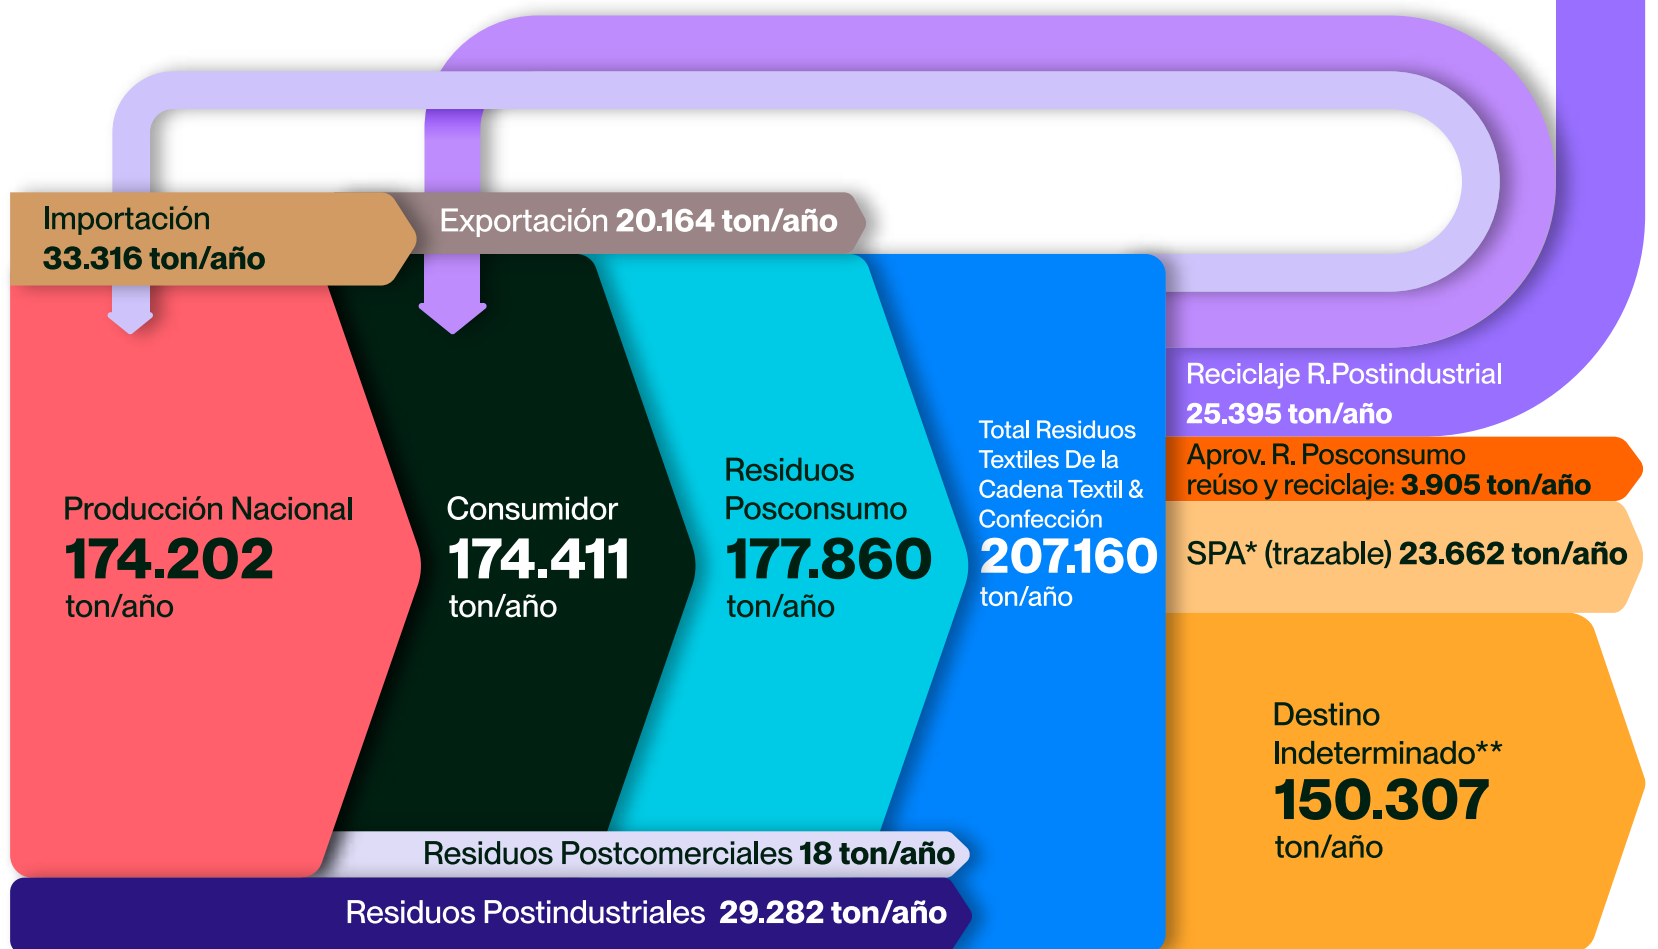 Importación
33.316 ton/año
Exportación 20.164 ton/año
Producción Nacional
174.202
ton/año
Consumidor
174.411
ton/año
Residuos
Posconsumo
177.860
ton/año
Total Residuos
Textiles De la
Cadena Textil &
Confección
207.160
ton/año
Reciclaje R.Postindustrial
25.395 ton/año
Aprov. R. Posconsumo
reúso y reciclaje: 3.905 ton/año
SPA* (trazable) 23.662 ton/año
Destino
Indeterminado**
150.307
ton/año
Residuos Postcomerciales 18 ton/año
Residuos Postindustriales 29.282 ton/año